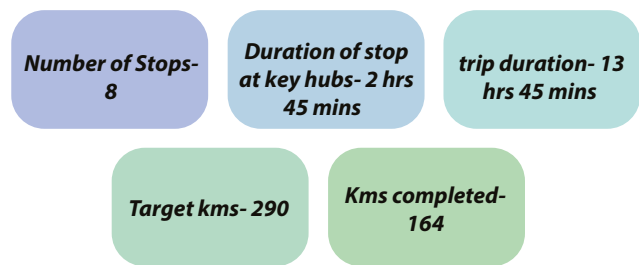 Number of Stops-
8
Duration of stop
at key hubs- 2 hrs
45 mins
trip duration- 13
hrs 45 mins
Target kms- 290
Kms completed-
164